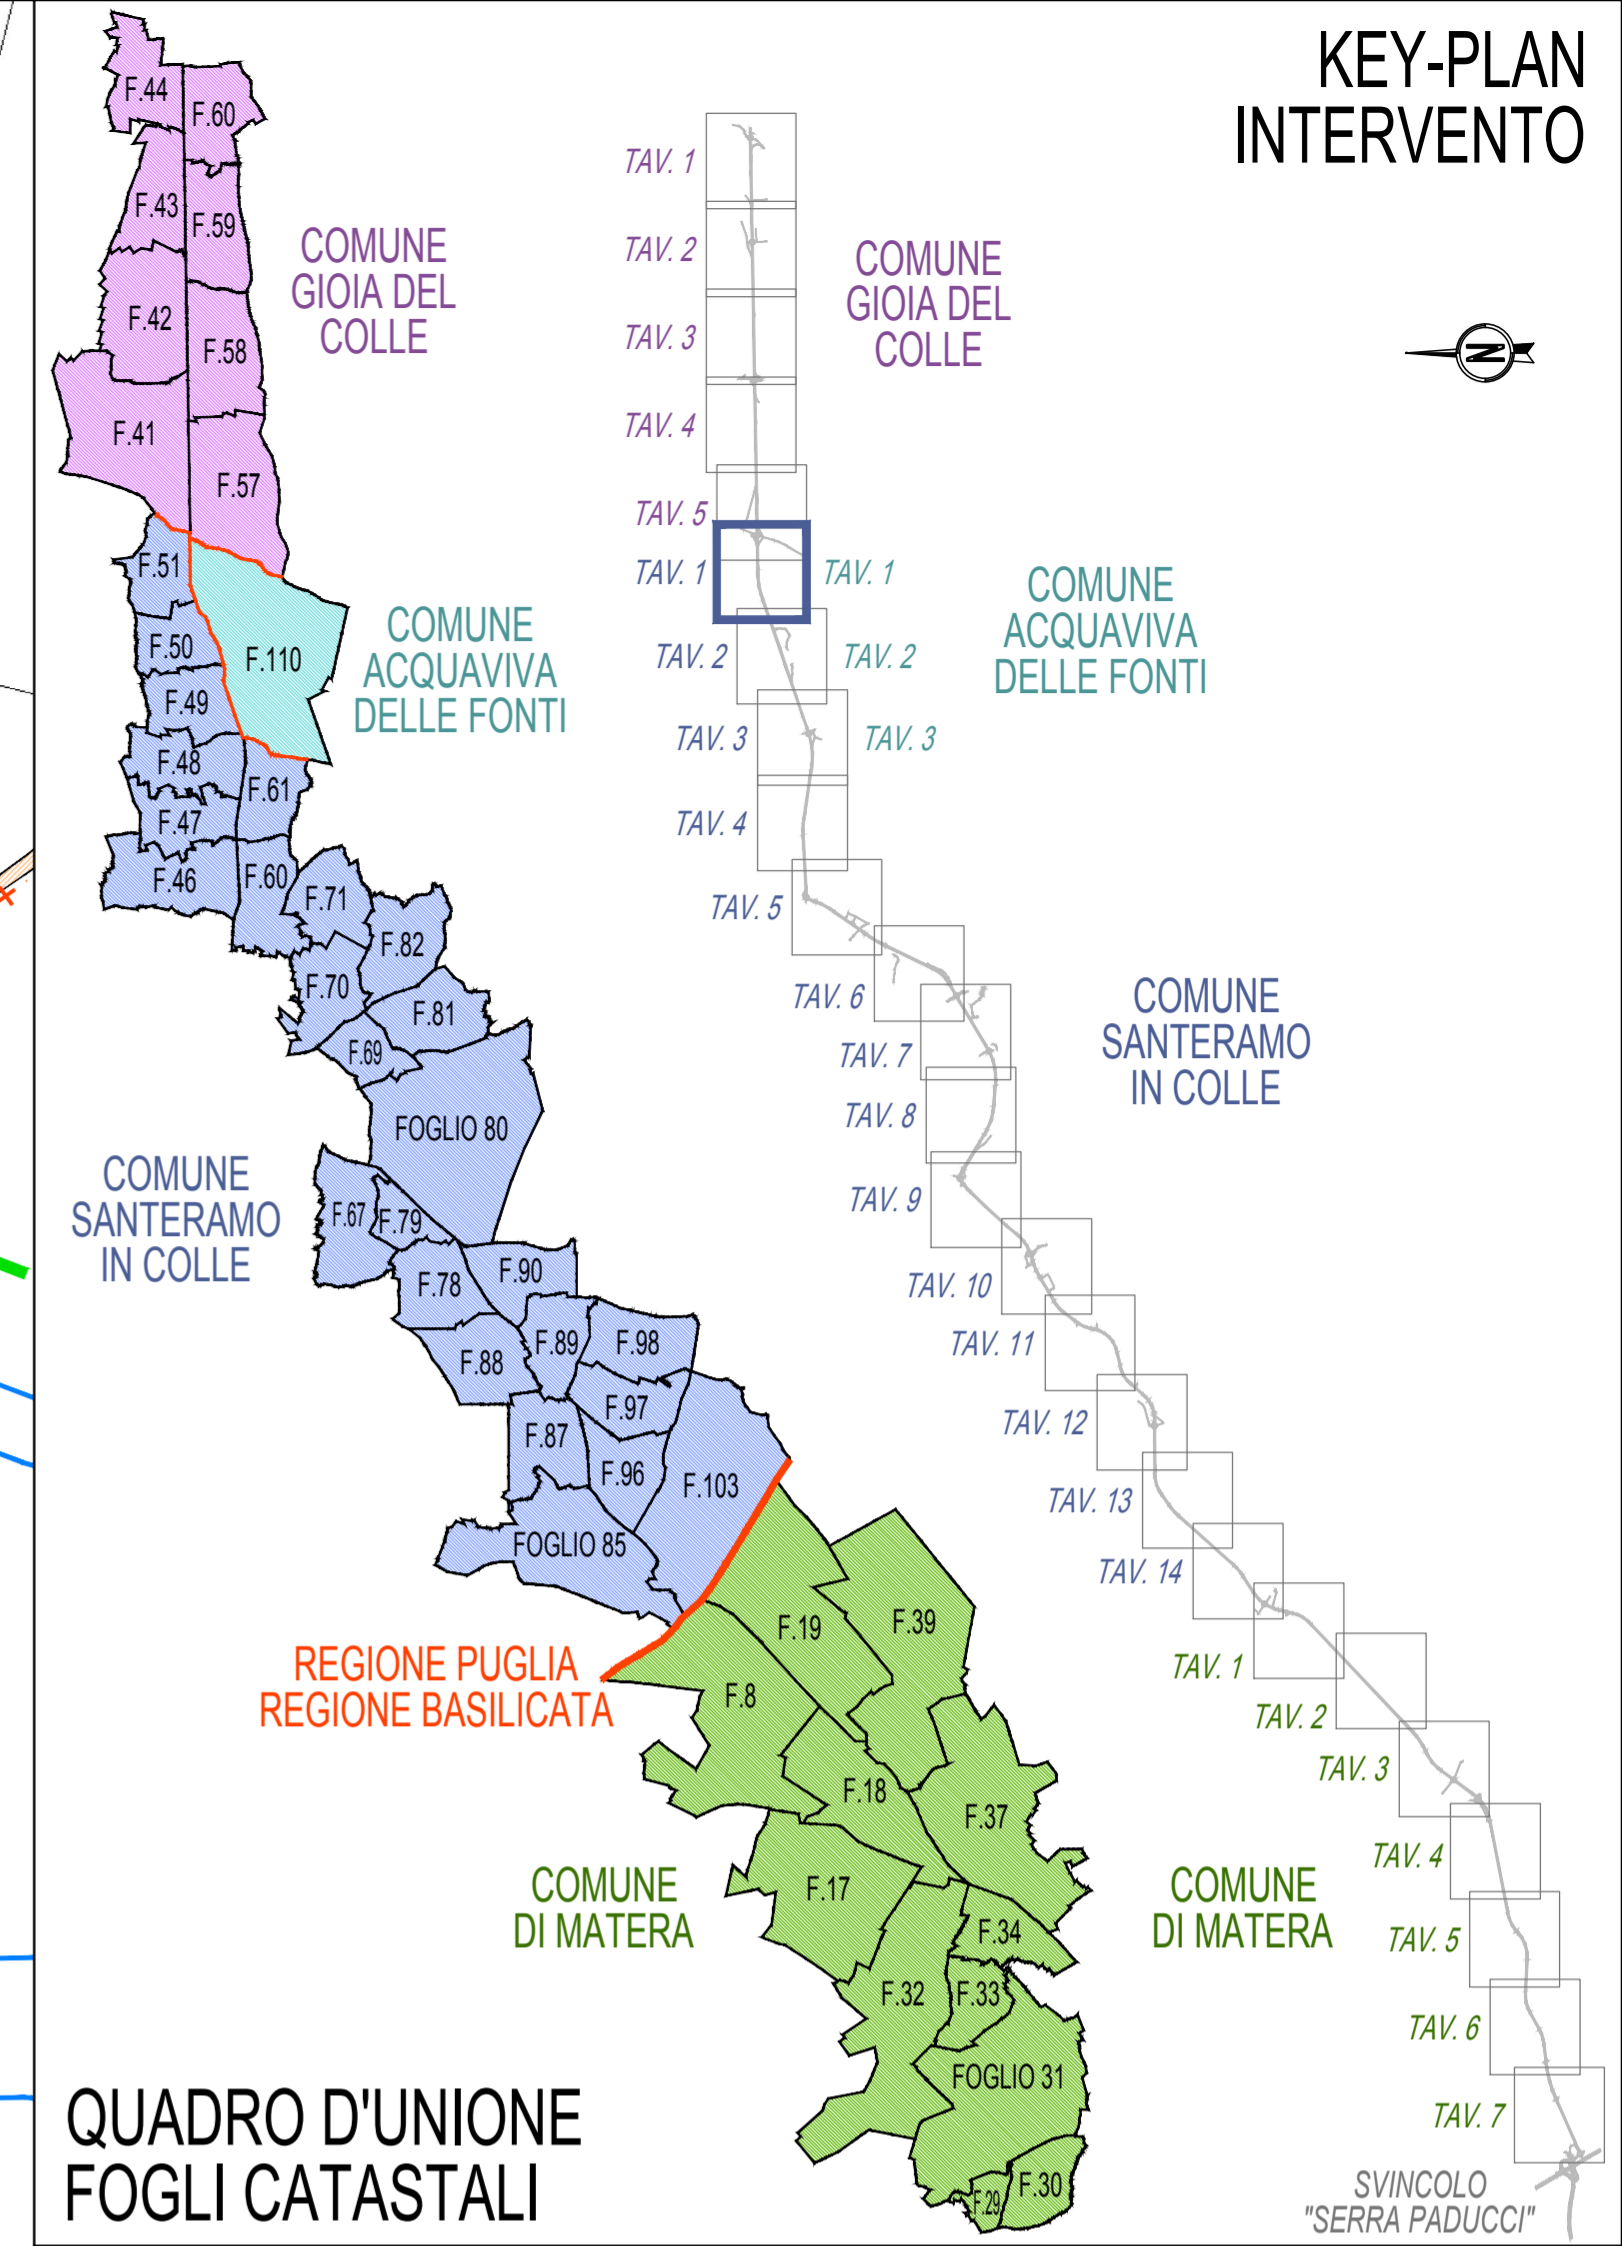 KEY-PLAN
INTERVENTO
N
F.44
F.60
F.43
F.59
F.42
F.58
F.41
F.57
COMUNE
GIOIA DEL
COLLE
F.51
F.50
F.110
F.49
F.48
F.61
F.47
F.46
F.60
F.71
F.82
F.70
F.81
F.69
FOGLIO 80
COMUNE
ACQUAVIVA
DELLE FONTI
F.67
F.79
F.78
F.90
F.89
F.98
F.88
F.97
F.87
F.96
F.103
FOGLIO 85
COMUNE
SANTERAMO
IN COLLE
REGIONE PUGLIA
REGIONE BASILICATA
F.19
F.39
F.8
F.18
F.37
F.17
F.34
F.32
F.33
FOGLIO 31
F.30
F.29
COMUNE
DI MATERA
QUADRO D'UNIONE
FOGLI CATASTALI
TAV. 1
TAV. 2
TAV. 3
TAV. 4
TAV. 5
COMUNE
GIOIA DEL
COLLE
TAV. 1
TAV. 1
TAV. 2
TAV. 2
TAV. 3
TAV. 3
COMUNE
ACQUAVIVA
DELLE FONTI
TAV. 4
TAV. 5
TAV. 6
TAV. 7
TAV. 8
TAV. 9
TAV. 10
TAV. 11
TAV. 12
TAV. 13
TAV. 14
COMUNE
SANTERAMO
IN COLLE
TAV. 1
TAV. 2
TAV. 3
TAV. 4
TAV. 5
TAV. 6
TAV. 7
COMUNE
DI MATERA
SVINCOLO
"SERRA PADUCCI"